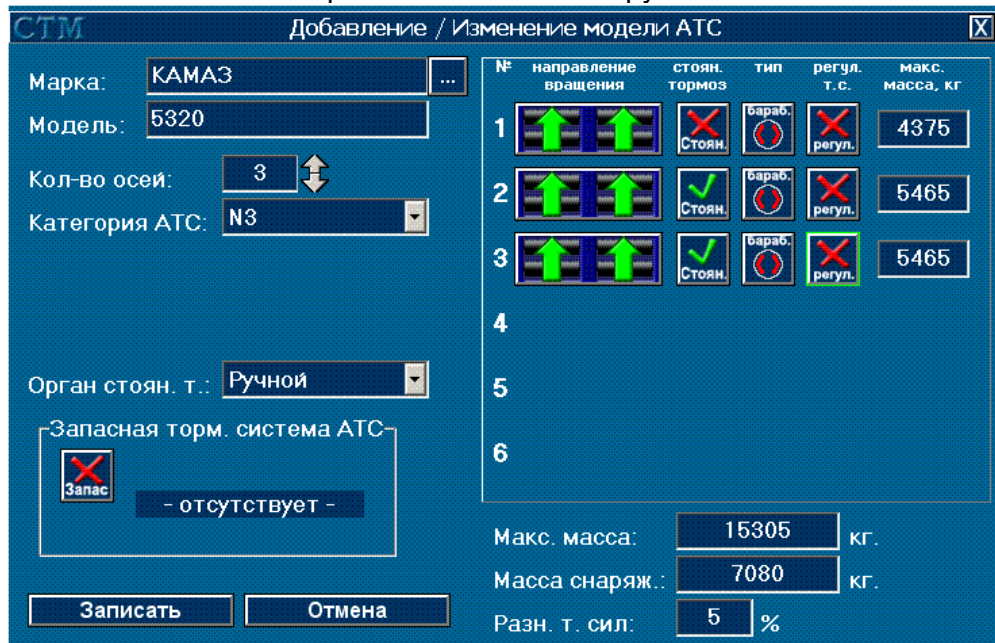 СТМ Добавление / Изменение модели АТС X
Марка: КАМАЗ ...
Модель: 5320
Кол-во осей: 3
Категория АТС: N3
Орган стоян. т.: Ручной
Запасная торм. система АТС
Запас
- отсутствует -
Записать Отмена
№ направление вращения стоян. тормоз тип регул. т.с. макс. масса, кг
1 Стоян. бараб. регул. 4375
2 Стоян. бараб. регул. 5465
3 Стоян. бараб. регул. 5465
4
5
6
Макс. масса: 15305 кг.
Масса снаряж.: 7080 кг.
Разн. т. сил: 5 %